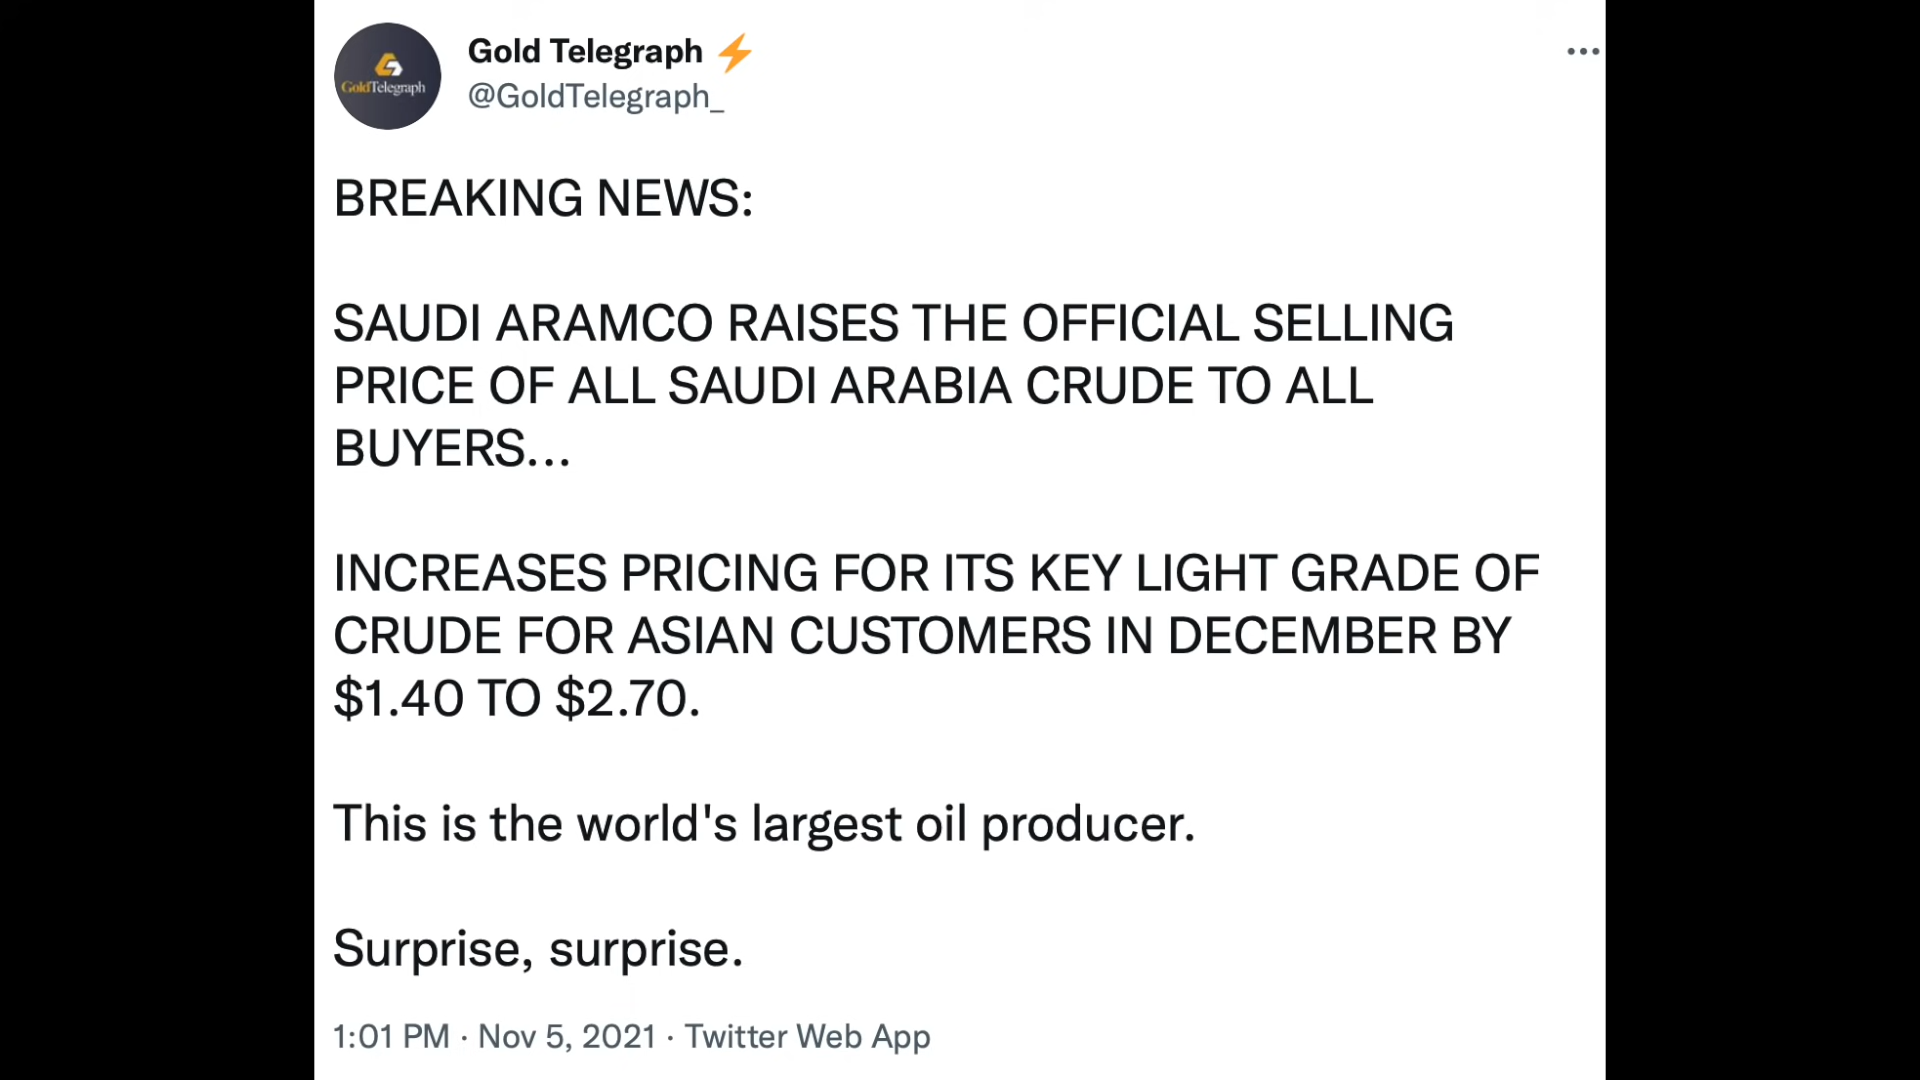 Gold Telegraph ⚡
@GoldTelegraph_
GoldTelegraph
BREAKING NEWS:
SAUDI ARAMCO RAISES THE OFFICIAL SELLING
PRICE OF ALL SAUDI ARABIA CRUDE TO ALL
BUYERS...
INCREASES PRICING FOR ITS KEY LIGHT GRADE OF
CRUDE FOR ASIAN CUSTOMERS IN DECEMBER BY
$1.40 TO $2.70.
This is the world's largest oil producer.
Surprise, surprise.
1:01 PM · Nov 5, 2021 · Twitter Web App